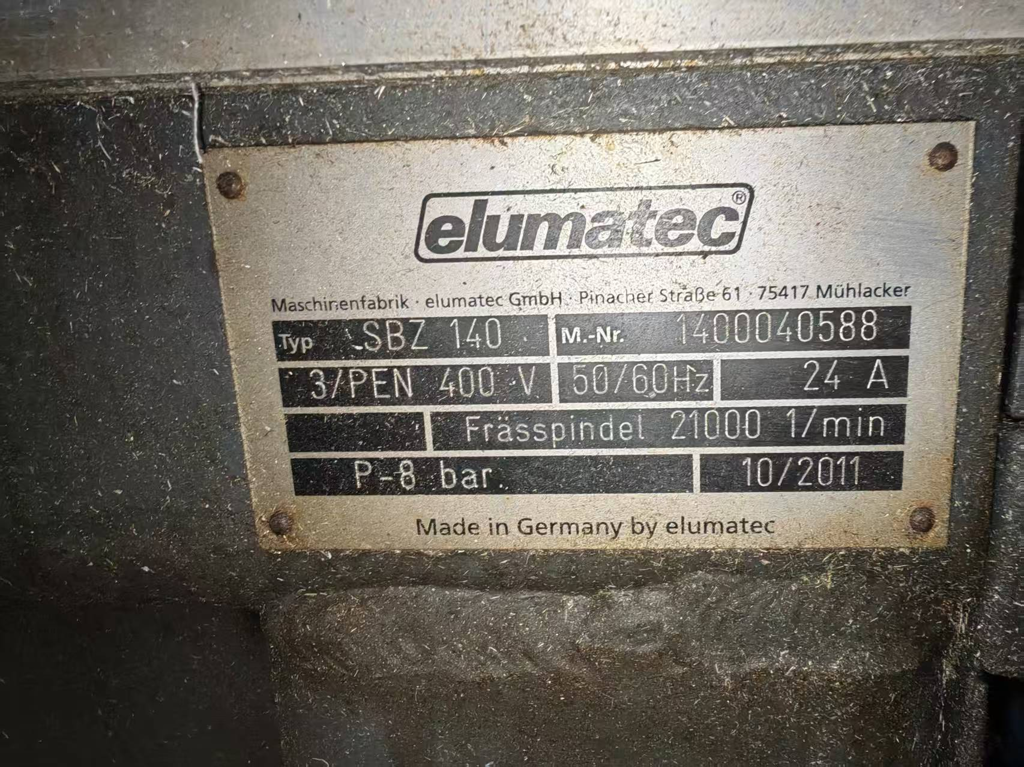 elumatec®
Maschinenfabrik · elumatec GmbH · Pinacher Straße 61 · 75417 Mühlacker
Typ SBZ 140 M.-Nr. 1400040588
3/PEN 400 V 50/60Hz 24 A
Frässpindel 21000 1/min
P-8 bar 10/2011
Made in Germany by elumatec